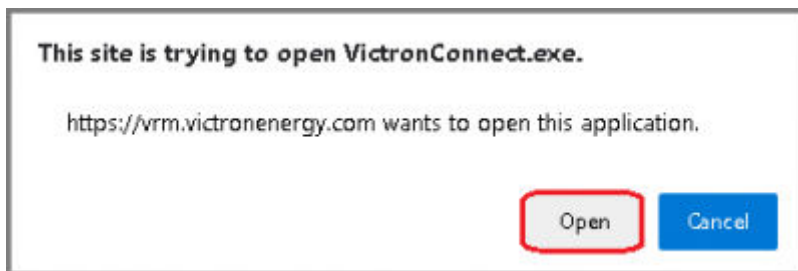 This site is trying to open VictronConnect.exe.
https://vrm.victronenergy.com wants to open this application.
Open
Cancel